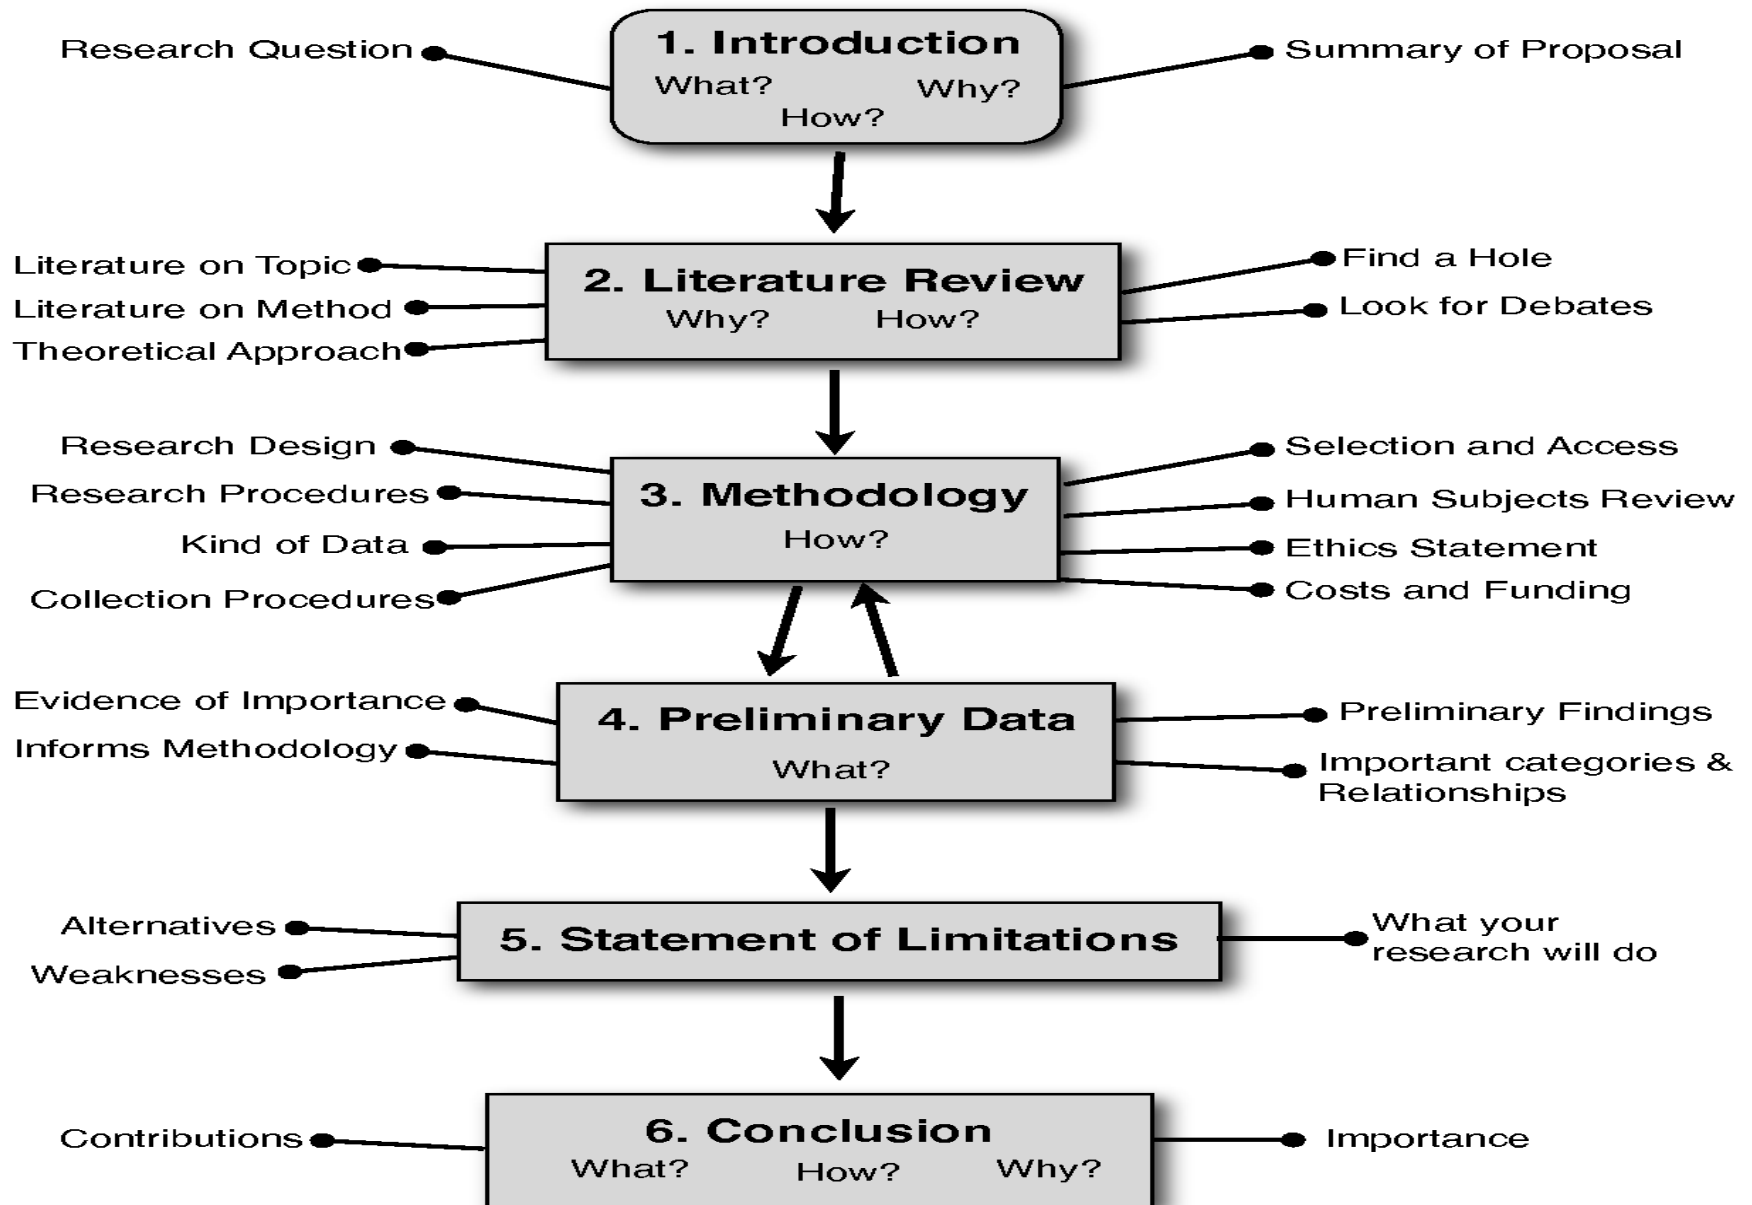 1. Introduction
What?
Why?
How?
Research Question
Summary of Proposal
2. Literature Review
Why?
How?
Literature on Topic
Literature on Method
Theoretical Approach
Find a Hole
Look for Debates
3. Methodology
How?
Research Design
Research Procedures
Kind of Data
Collection Procedures
Selection and Access
Human Subjects Review
Ethics Statement
Costs and Funding
4. Preliminary Data
What?
Evidence of Importance
Informs Methodology
Preliminary Findings
Important categories &
Relationships
5. Statement of Limitations
Alternatives
Weaknesses
What your
research will do
6. Conclusion
What?
How?
Why?
Contributions
Importance